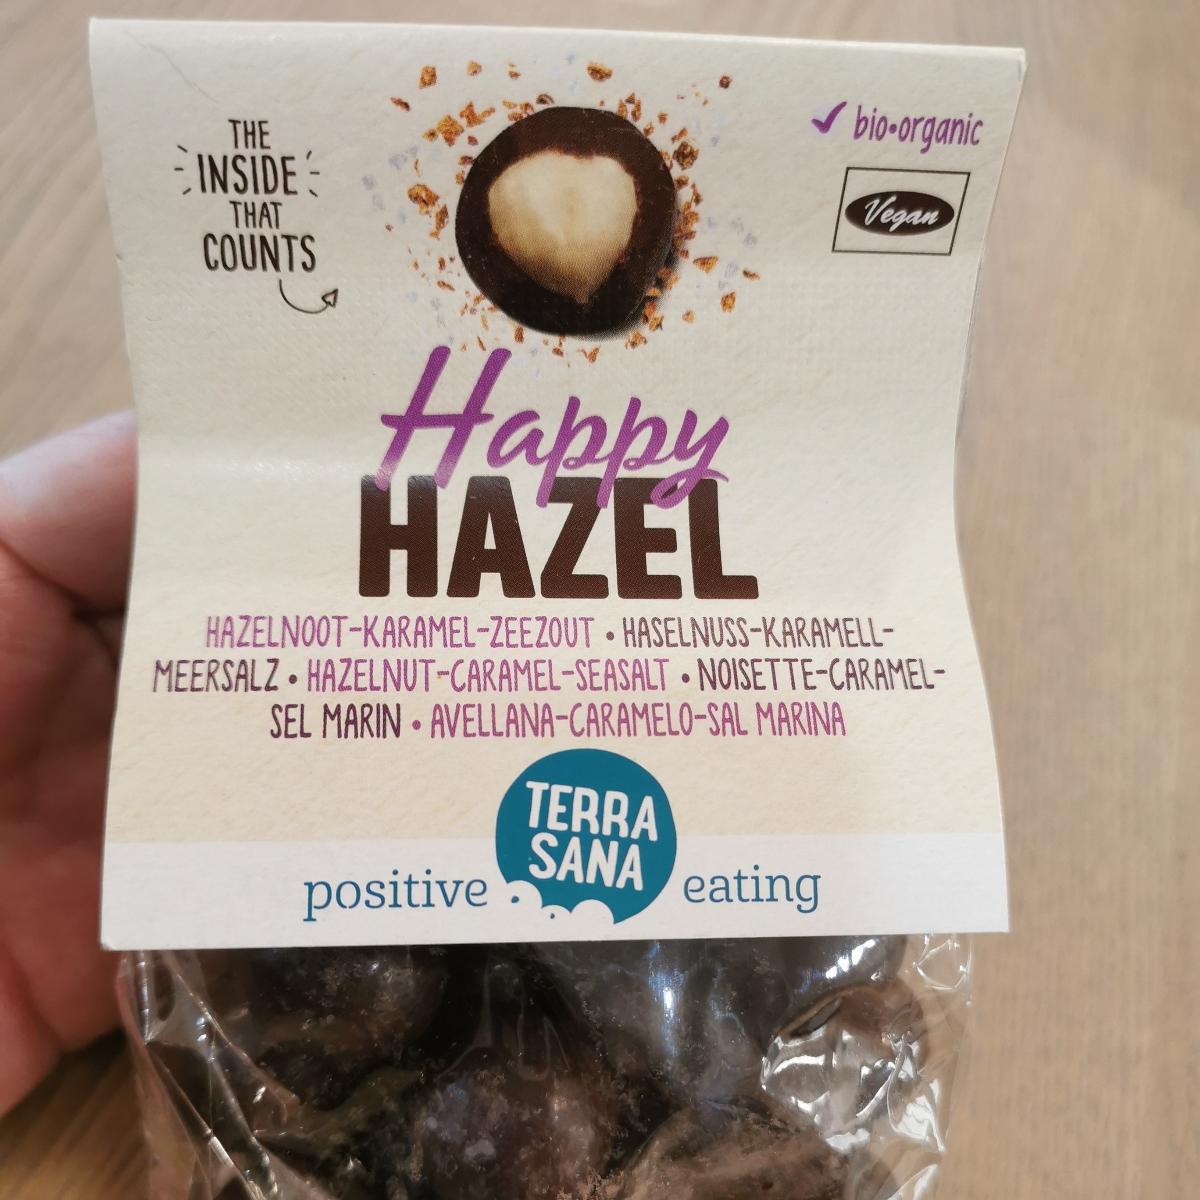 THE
INSIDE
THAT
COUNTS
bio•organic
Vegan
Happy
HAZEL
HAZELNOOT-KARAMEL-ZEEZOUT • HASELNUSS-KARAMELL-
MEERSALZ • HAZELNUT-CARAMEL-SEASALT • NOISETTE-CARAMEL-
SEL MARIN • AVELLANA-CARAMELO-SAL MARINA
TERRA
SANA
positive eating